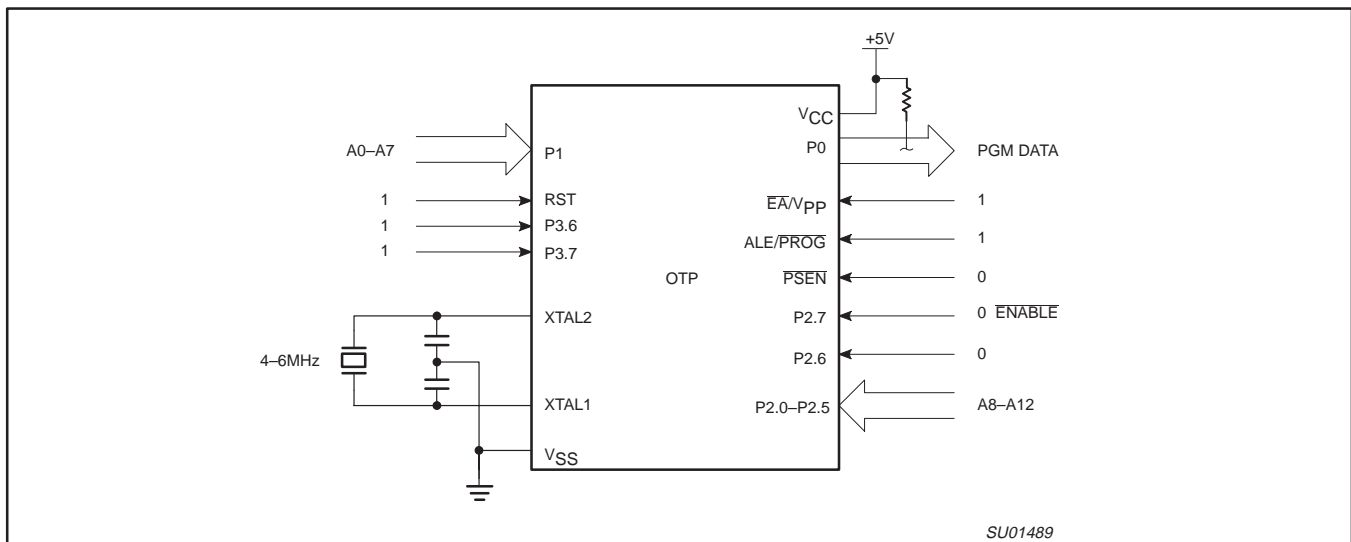 +5V
VCC
A0–A7
P1
P0
PGM DATA
1
RST
EA/VPP
1
1
P3.6
ALE/PROG
1
1
P3.7
OTP
PSEN
0
XTAL2
P2.7
0 ENABLE
4–6MHz
P2.6
0
XTAL1
P2.0–P2.5
A8–A12
VSS
SU01489